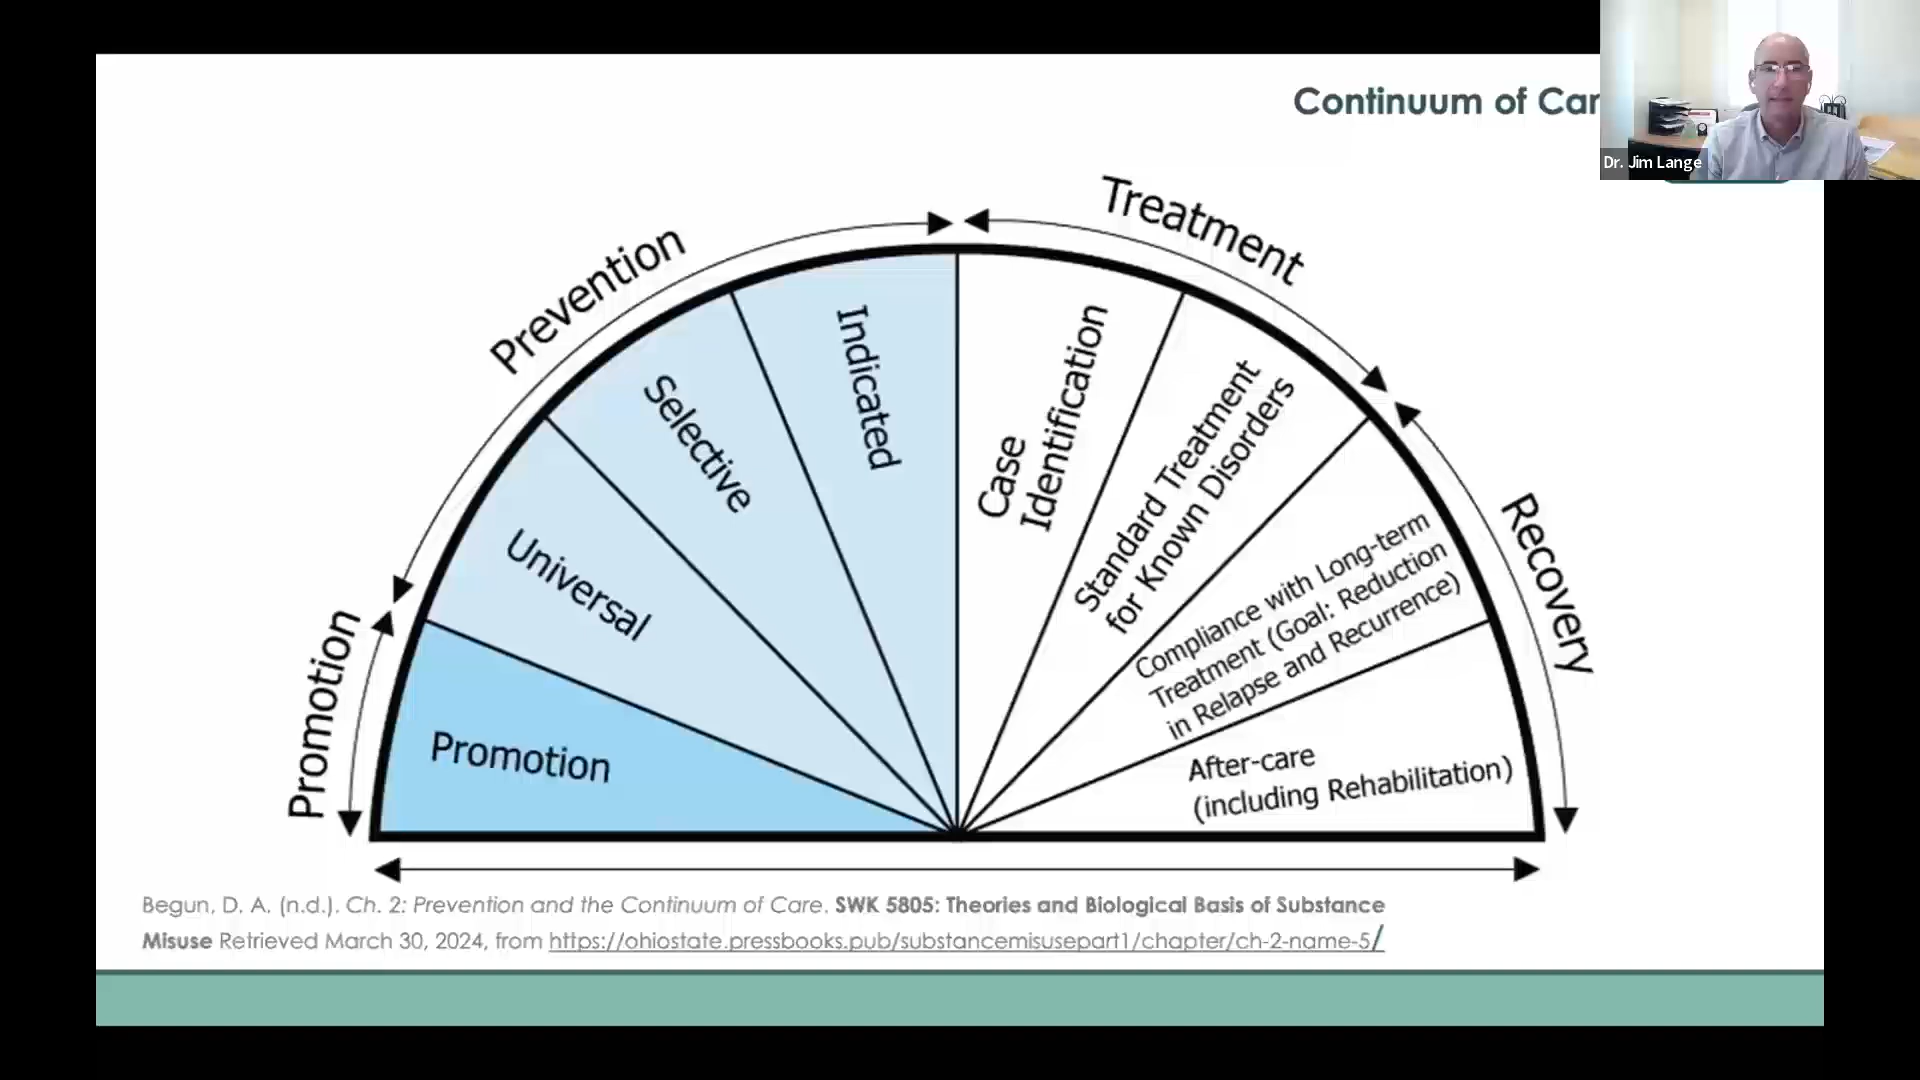 Continuum of Car
Dr. Jim Lange
Promotion
Prevention
Treatment
Recovery
Promotion
Universal
Selective
Indicated
Case
Identification
Standard Treatment
for Known Disorders
Compliance with Long-term
Treatment (Goal: Reduction
in Relapse and Recurrence)
After-care
(including Rehabilitation)
Begun, D. A. (n.d.). Ch. 2: Prevention and the Continuum of Care. SWK 5805: Theories and Biological Basis of Substance
Misuse Retrieved March 30, 2024, from https://ohiostate.pressbooks.pub/substancemisusepart1/chapter/ch-2-name-5/